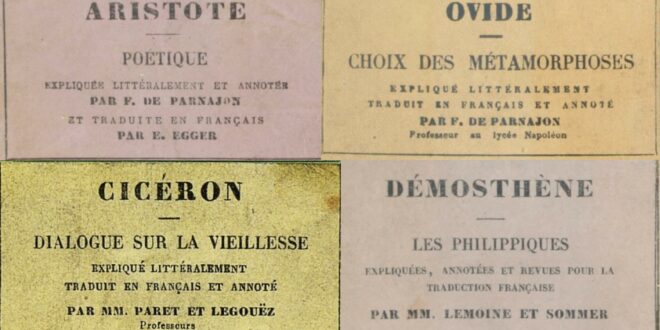 ARISTOTE
POÉTIQUE
EXPLIQUÉE LITTÉRALEMENT ET ANNOTÉE
PAR F. DE PARNAJON
ET TRADUITE EN FRANÇAIS
PAR E. EGGER
OVIDE
CHOIX DES MÉTAMORPHOSES
EXPLIQUÉ LITTÉRALEMENT
TRADUIT EN FRANÇAIS ET ANNOTÉ
PAR F. DE PARNAJON
Professeur au lycée Napoléon
CICÉRON
DIALOGUE SUR LA VIEILLESSE
EXPLIQUÉ LITTÉRALEMENT
TRADUIT EN FRANÇAIS ET ANNOTÉ
PAR MM. PARET ET LEGOUËZ
Professeurs
DÉMOSTHÈNE
LES PHILIPPIQUES
EXPLIQUÉES, ANNOTÉES ET REVUES POUR LA
TRADUCTION FRANÇAISE
PAR MM. LEMOINE ET SOMMER